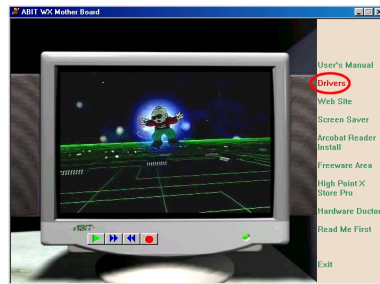 ABIT WX Mother Board
User's Manual
Drivers
Web Site
Screen Saver
Arcobat Reader
Install
Freeware Area
High Point X
Store Pro
Hardware Doctor
Read Me First
Exit
ABIT